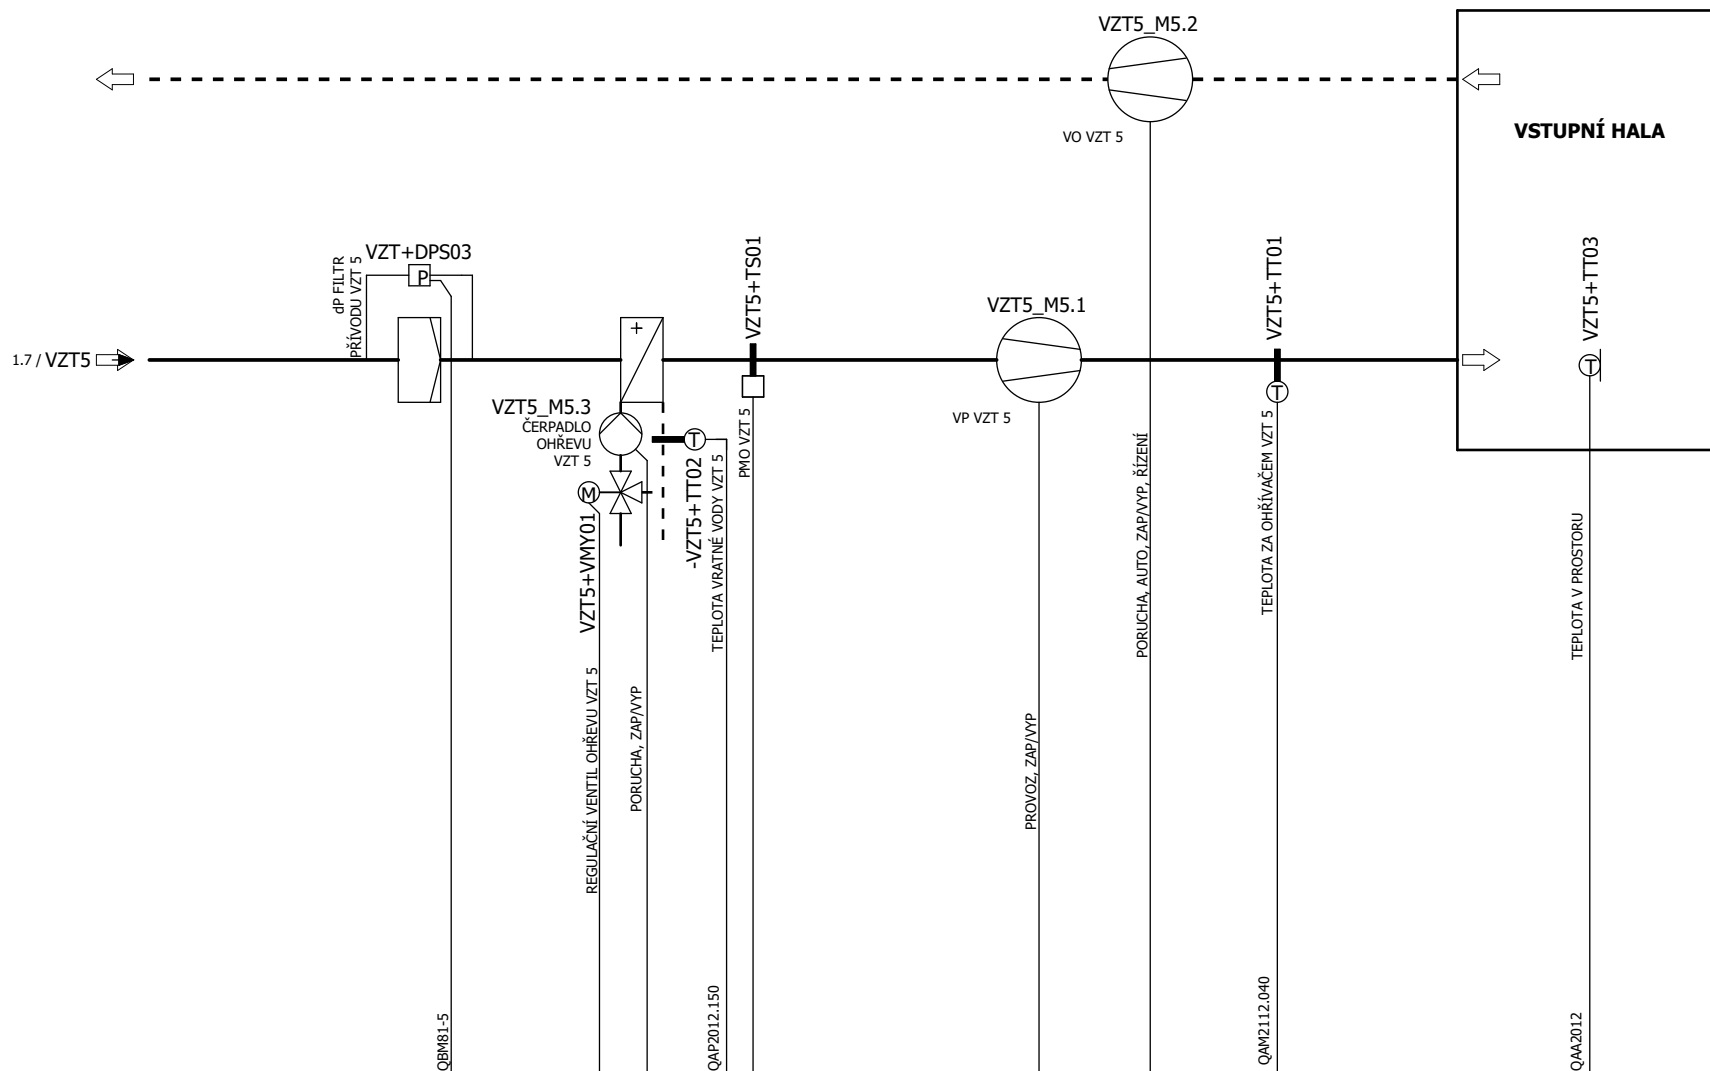 VZT5_M5.2
VO VZT 5
VSTUPNÍ HALA
VZT+DPS03
dP FILTR
PŘÍVODU VZT 5
P
1.7 / VZT5
+
VZT5+TS01
PMO VZT 5
VZT5_M5.1
VP VZT 5
VZT5+TT01
T
VZT5+TT03
T
VZT5_M5.3
ČERPADLO
OHŘEVU
VZT 5
T
-VZT5+TT02
TEPLOTA VRATNÉ VODY VZT 5
M
VZT5+VMY01
REGULAČNÍ VENTIL OHŘEVU VZT 5
PORUCHA, ZAP/VYP
PROVOZ, ZAP/VYP
PORUCHA, AUTO, ZAP/VYP, ŘÍZENÍ
TEPLOTA ZA OHŘÍVAČEM VZT 5
TEPLOTA V PROSTORU
QBM81-5
QAP2012.150
QAM2112.040
QAA2012